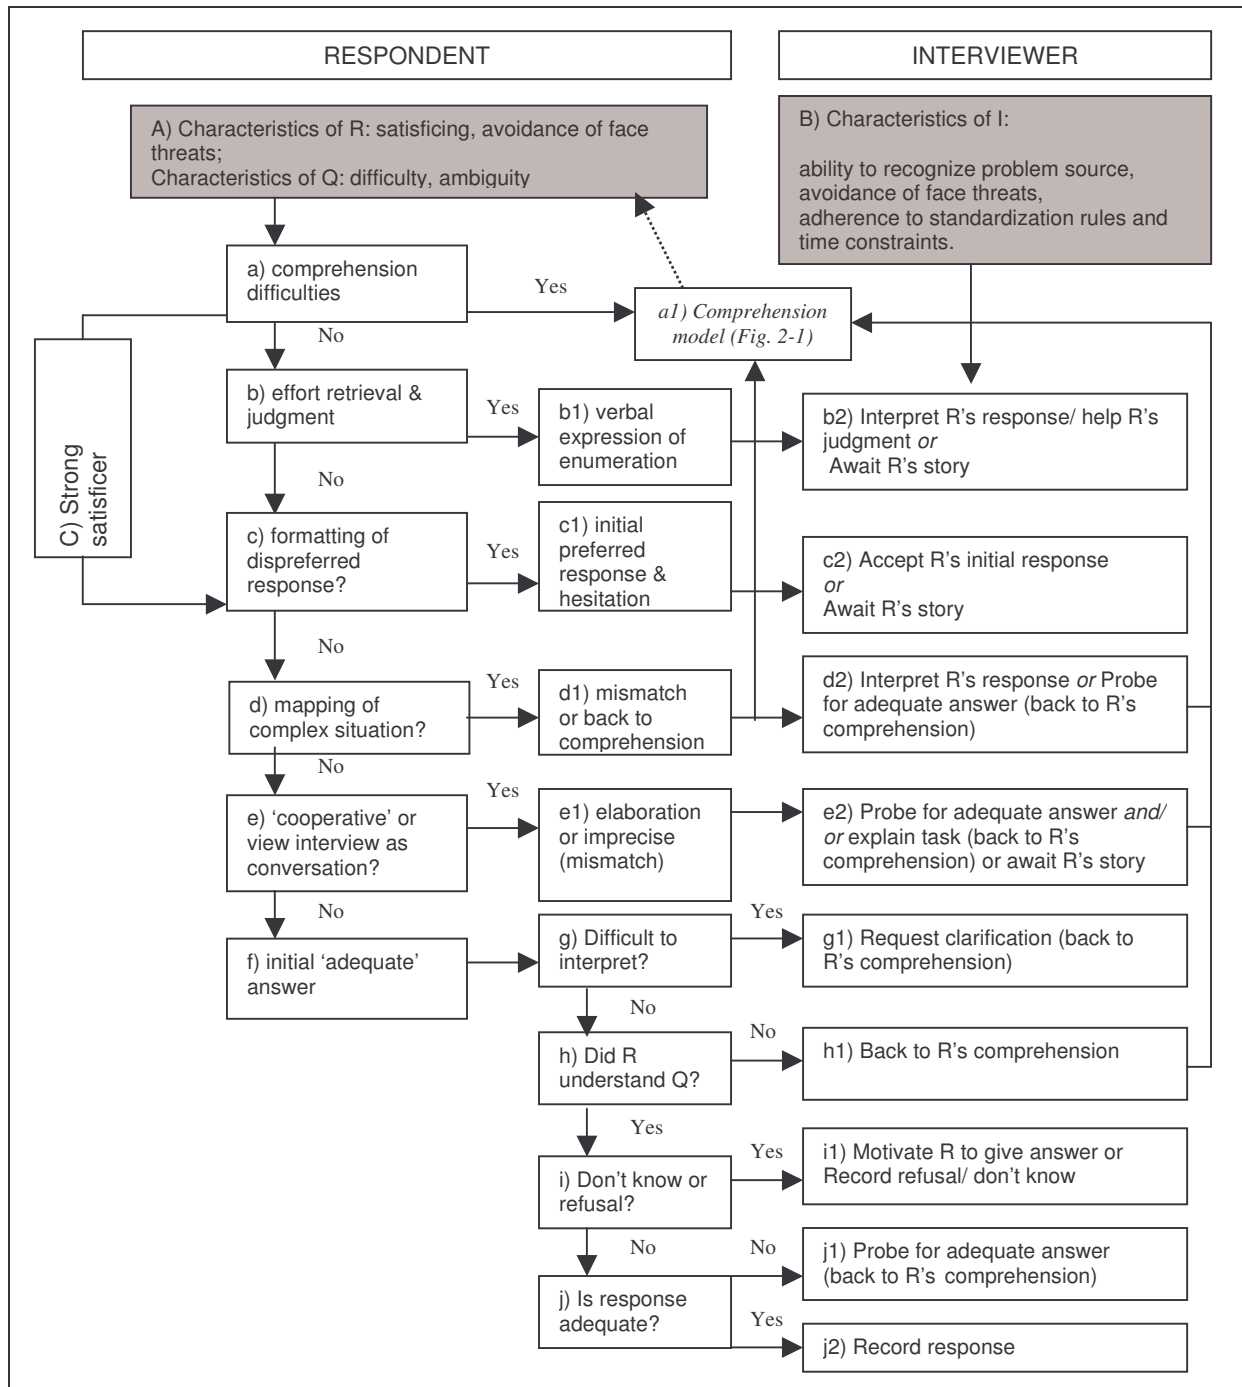 RESPONDENT
INTERVIEWER
A) Characteristics of R: satisficing, avoidance of face
threats;
Characteristics of Q: difficulty, ambiguity
B) Characteristics of I:
ability to recognize problem source,
avoidance of face threats,
adherence to standardization rules and
time constraints.
a) comprehension
difficulties
Yes
a1) Comprehension
model (Fig. 2-1)
No
C) Strong
satisficer
b) effort retrieval &
judgment
Yes
b1) verbal
expression of
enumeration
b2) Interpret R's response/ help R's
judgment or
Await R's story
No
c) formatting of
dispreferred
response?
Yes
c1) initial
preferred
response &
hesitation
c2) Accept R's initial response
or
Await R's story
No
d) mapping of
complex situation?
Yes
d1) mismatch
or back to
comprehension
d2) Interpret R's response or Probe
for adequate answer (back to R's
comprehension)
No
e) ‘cooperative’ or
view interview as
conversation?
Yes
e1) elaboration
or imprecise
(mismatch)
e2) Probe for adequate answer and/
or explain task (back to R's
comprehension) or await R's story
No
f) initial ‘adequate’
answer
g) Difficult to
interpret?
Yes
g1) Request clarification (back to
R's comprehension)
No
h) Did R
understand Q?
No
h1) Back to R's comprehension
Yes
i) Don't know or
refusal?
Yes
i1) Motivate R to give answer or
Record refusal/ don't know
No
j) Is response
adequate?
No
j1) Probe for adequate answer
(back to R's comprehension)
Yes
j2) Record response